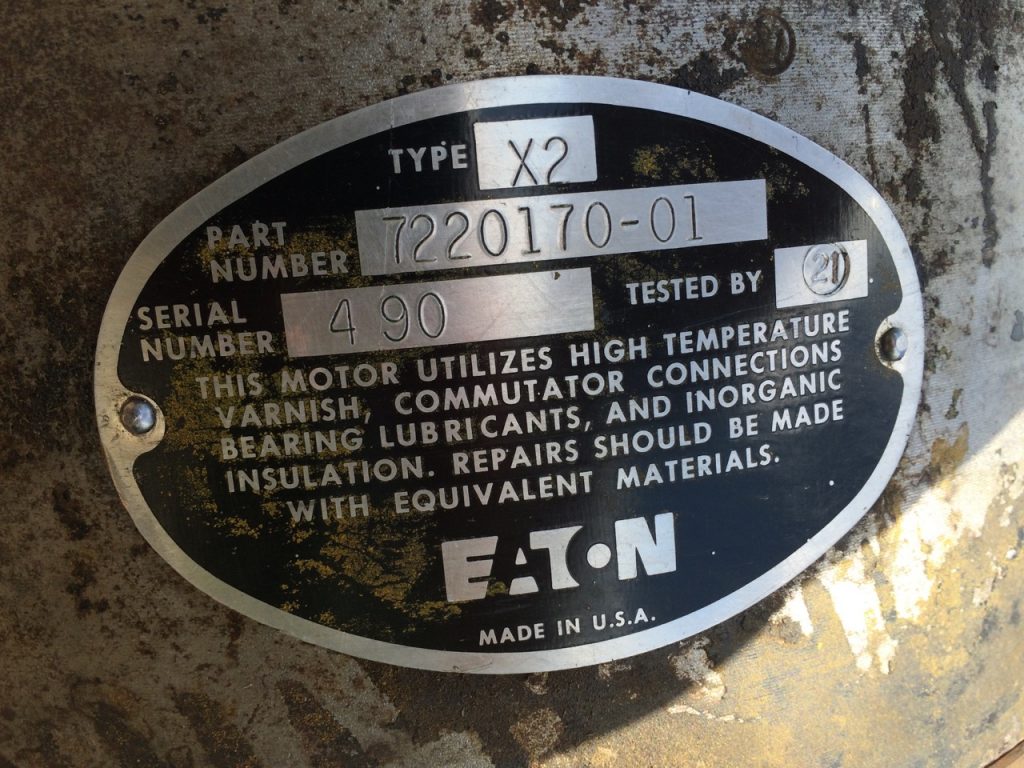 TYPE X2
PART NUMBER 7220170-01
SERIAL NUMBER 4 90
TESTED BY 21
THIS MOTOR UTILIZES HIGH TEMPERATURE
VARNISH, COMMUTATOR CONNECTIONS
BEARING LUBRICANTS, AND INORGANIC
INSULATION. REPAIRS SHOULD BE MADE
WITH EQUIVALENT MATERIALS.
EATON
MADE IN U.S.A.